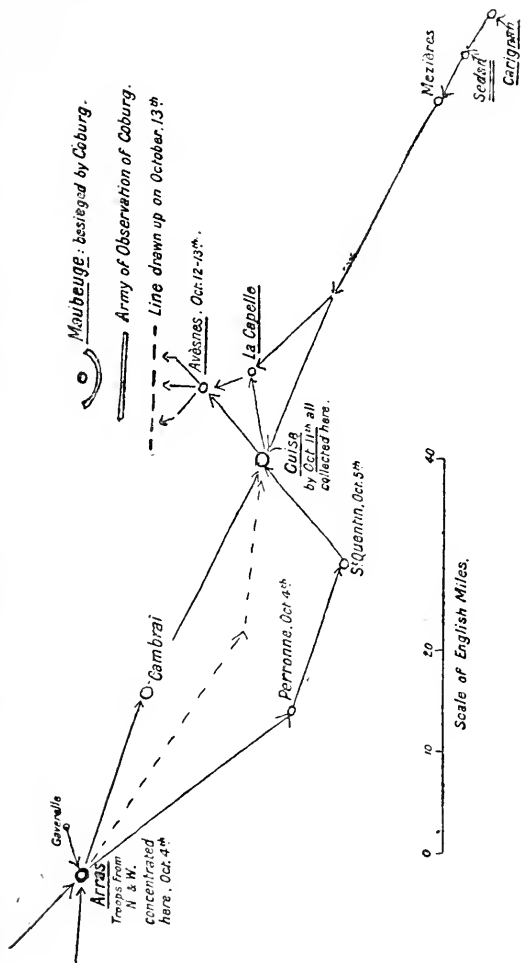 Maubeuge: besieged by Coburg.
Army of Observation of Coburg.
Line drawn up on October. 13th
Avèsnes. Oct. 12-13th.
La Capelle
Guise
by Oct 11th all
collected here.
Mezières
Sedan
Carignan
Cambrai
Gaverelle
Arras
Troops From
N & W.
concentrated
here. Oct. 4th
Perronne. Oct 4th
St Quentin. Oct. 5th
0 10 20 40
Scale of English Miles.